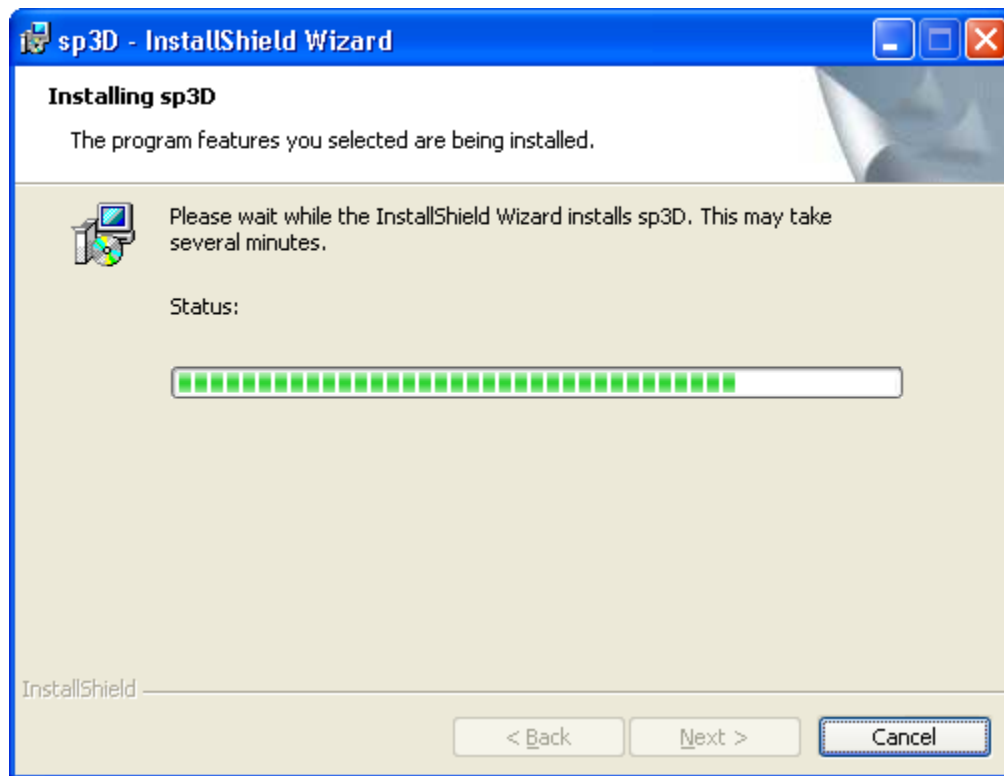 sp3D - InstallShield Wizard
Installing sp3D
The program features you selected are being installed.
Please wait while the InstallShield Wizard installs sp3D. This may take
several minutes.
Status:
InstallShield
< Back
Next >
Cancel